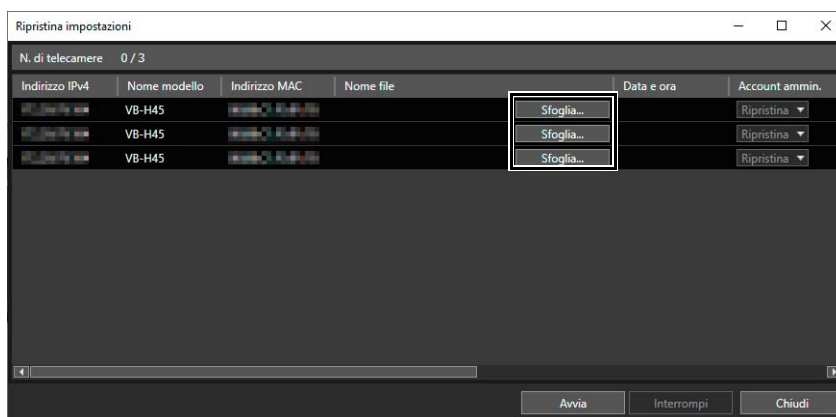 Ripristina impostazioni
N. di telecamere 0 / 3
Indirizzo IPv4 Nome modello Indirizzo MAC Nome file Data e ora Account ammin.
VB-H45 Sfoglia... Ripristina
VB-H45 Sfoglia... Ripristina
VB-H45 Sfoglia... Ripristina
Avvia Interrompi Chiudi